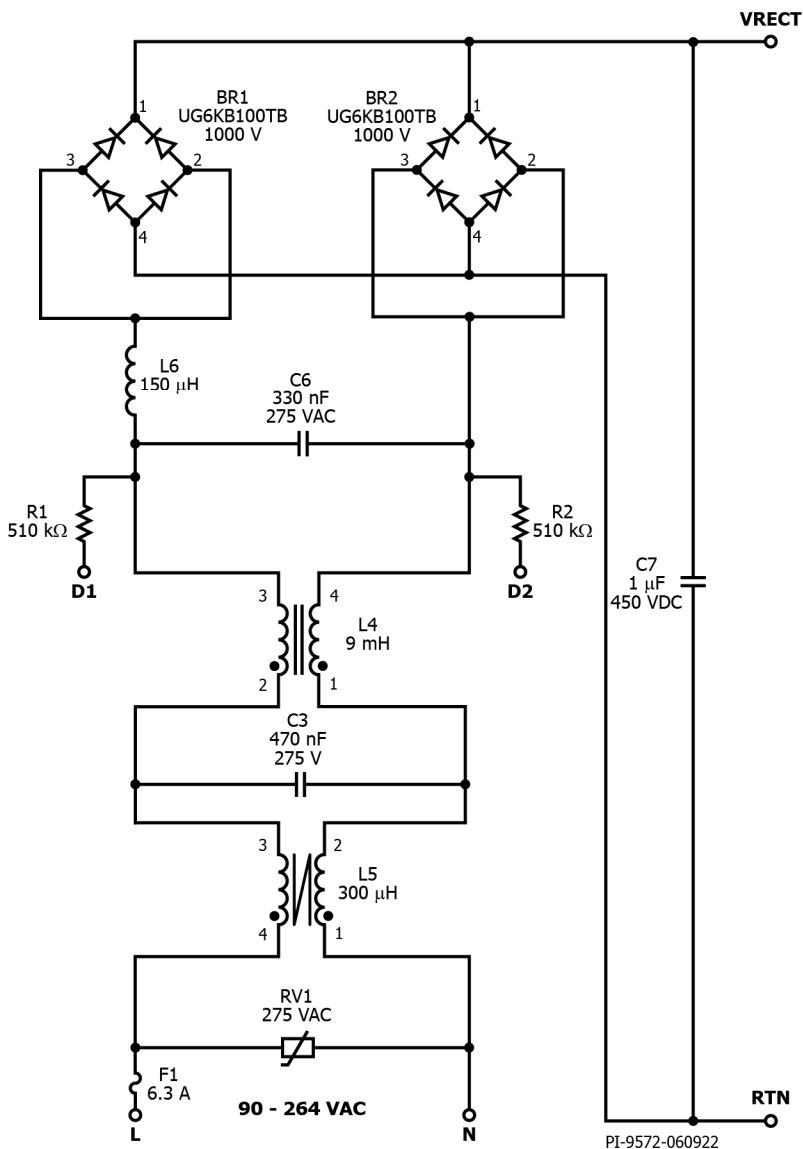 VRECT
BR1
UG6KB100TB
1000 V
BR2
UG6KB100TB
1000 V
1
3
2
4
1
3
2
4
L6
150 μH
C6
330 nF
275 VAC
R1
510 kΩ
D1
R2
510 kΩ
D2
C7
1 μF
450 VDC
3
4
L4
9 mH
2
1
C3
470 nF
275 V
3
2
L5
300 μH
4
1
RV1
275 VAC
F1
6.3 A
90 - 264 VAC
L
N
RTN
PI-9572-060922